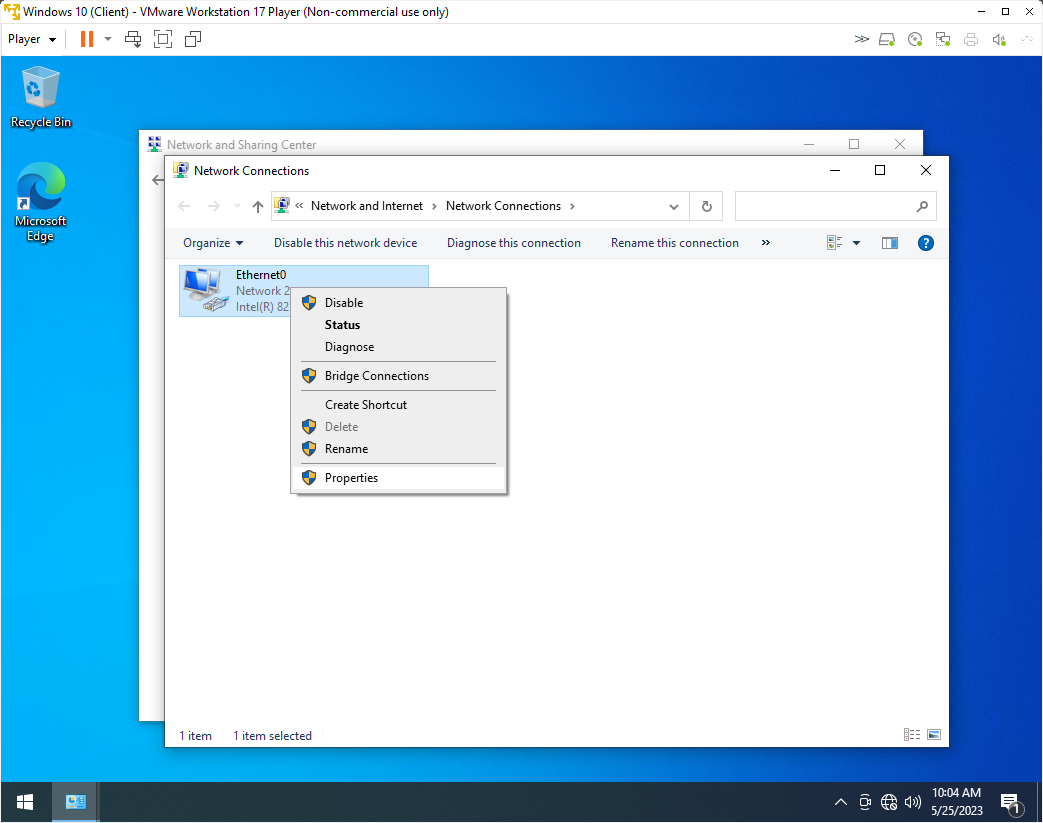 Windows 10 (Client) - VMware Workstation 17 Player (Non-commercial use only)
Player
Recycle Bin
Microsoft
Edge
Network and Sharing Center
Network Connections
« Network and Internet › Network Connections ›
Organize Disable this network device Diagnose this connection Rename this connection »
Ethernet0
Network 2
Intel(R) 82
Disable
Status
Diagnose
Bridge Connections
Create Shortcut
Delete
Rename
Properties
1 item 1 item selected
10:04 AM
5/25/2023
1